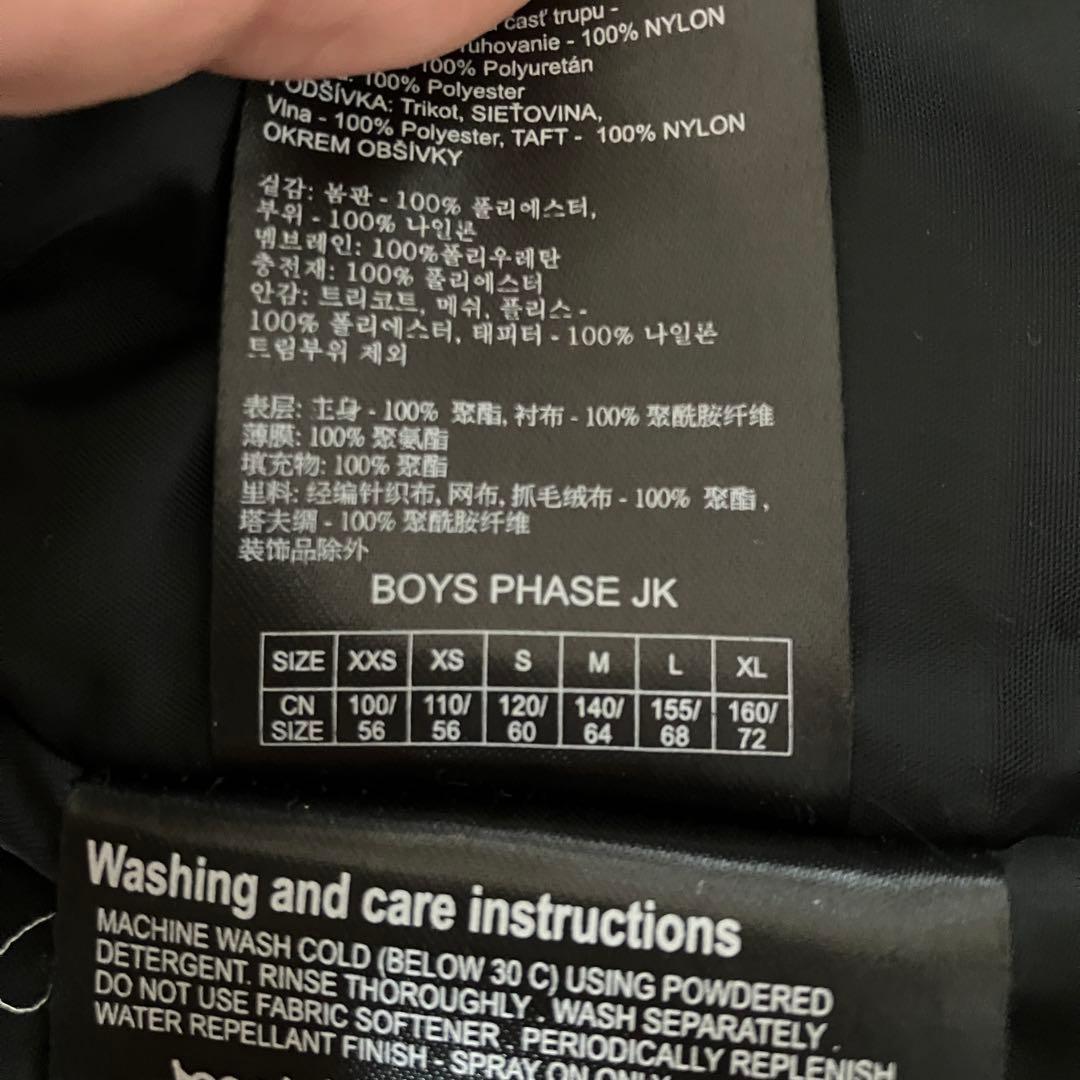 časť trupu -
- 100% NYLON
100% Polyuretán
100% Polyester
PODŠÍVKA: Trikot, SIEŤOVINA,
Vlna - 100% Polyester, TAFT - 100% NYLON
OKREM OBŠÍVKY
겉감: 봄판 - 100% 폴리에스터,
부위 - 100% 나일론
멤브레인: 100%폴리우레탄
충전재: 100% 폴리에스터
안감: 트리코트, 메쉬, 플리스 -
100% 폴리에스터, 태피터 - 100% 나일론
트림부위 제외
表层: 主身 - 100% 聚酯, 衬布 - 100% 聚酰胺纤维
薄膜: 100% 聚氨酯
填充物: 100% 聚酯
里料: 经编针织布, 网布, 抓毛绒布 - 100% 聚酯 ,
塔夫绸 - 100% 聚酰胺纤维
装饰品除外
BOYS PHASE JK
SIZE XXS XS S M L XL
CN SIZE 100/56 110/56 120/60 140/64 155/68 160/72
Washing and care instructions
MACHINE WASH COLD (BELOW 30 C) USING POWDERED
DETERGENT. RINSE THOROUGHLY . WASH SEPARATELY .
DO NOT USE FABRIC SOFTENER . PERIODICALLY REPLENISH
WATER REPELLANT FINISH - SPRAY ON ONLY